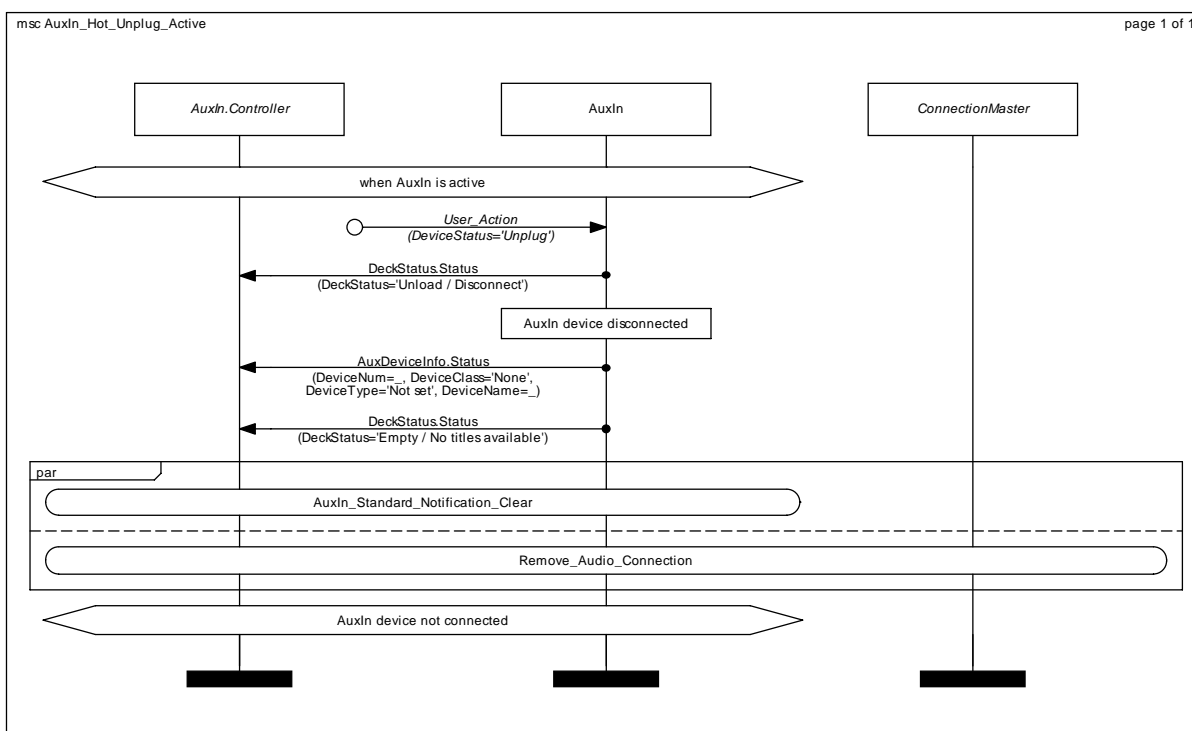 msc AuxIn_Hot_Unplug_Active
page 1 of 1
AuxIn.Controller
AuxIn
ConnectionMaster
when AuxIn is active
User_Action
(DeviceStatus='Unplug')
DeckStatus.Status
(DeckStatus='Unload / Disconnect')
AuxIn device disconnected
AuxDeviceInfo.Status
(DeviceNum=_, DeviceClass='None',
DeviceType='Not set', DeviceName=_)
DeckStatus.Status
(DeckStatus='Empty / No titles available')
par
AuxIn_Standard_Notification_Clear
Remove_Audio_Connection
AuxIn device not connected